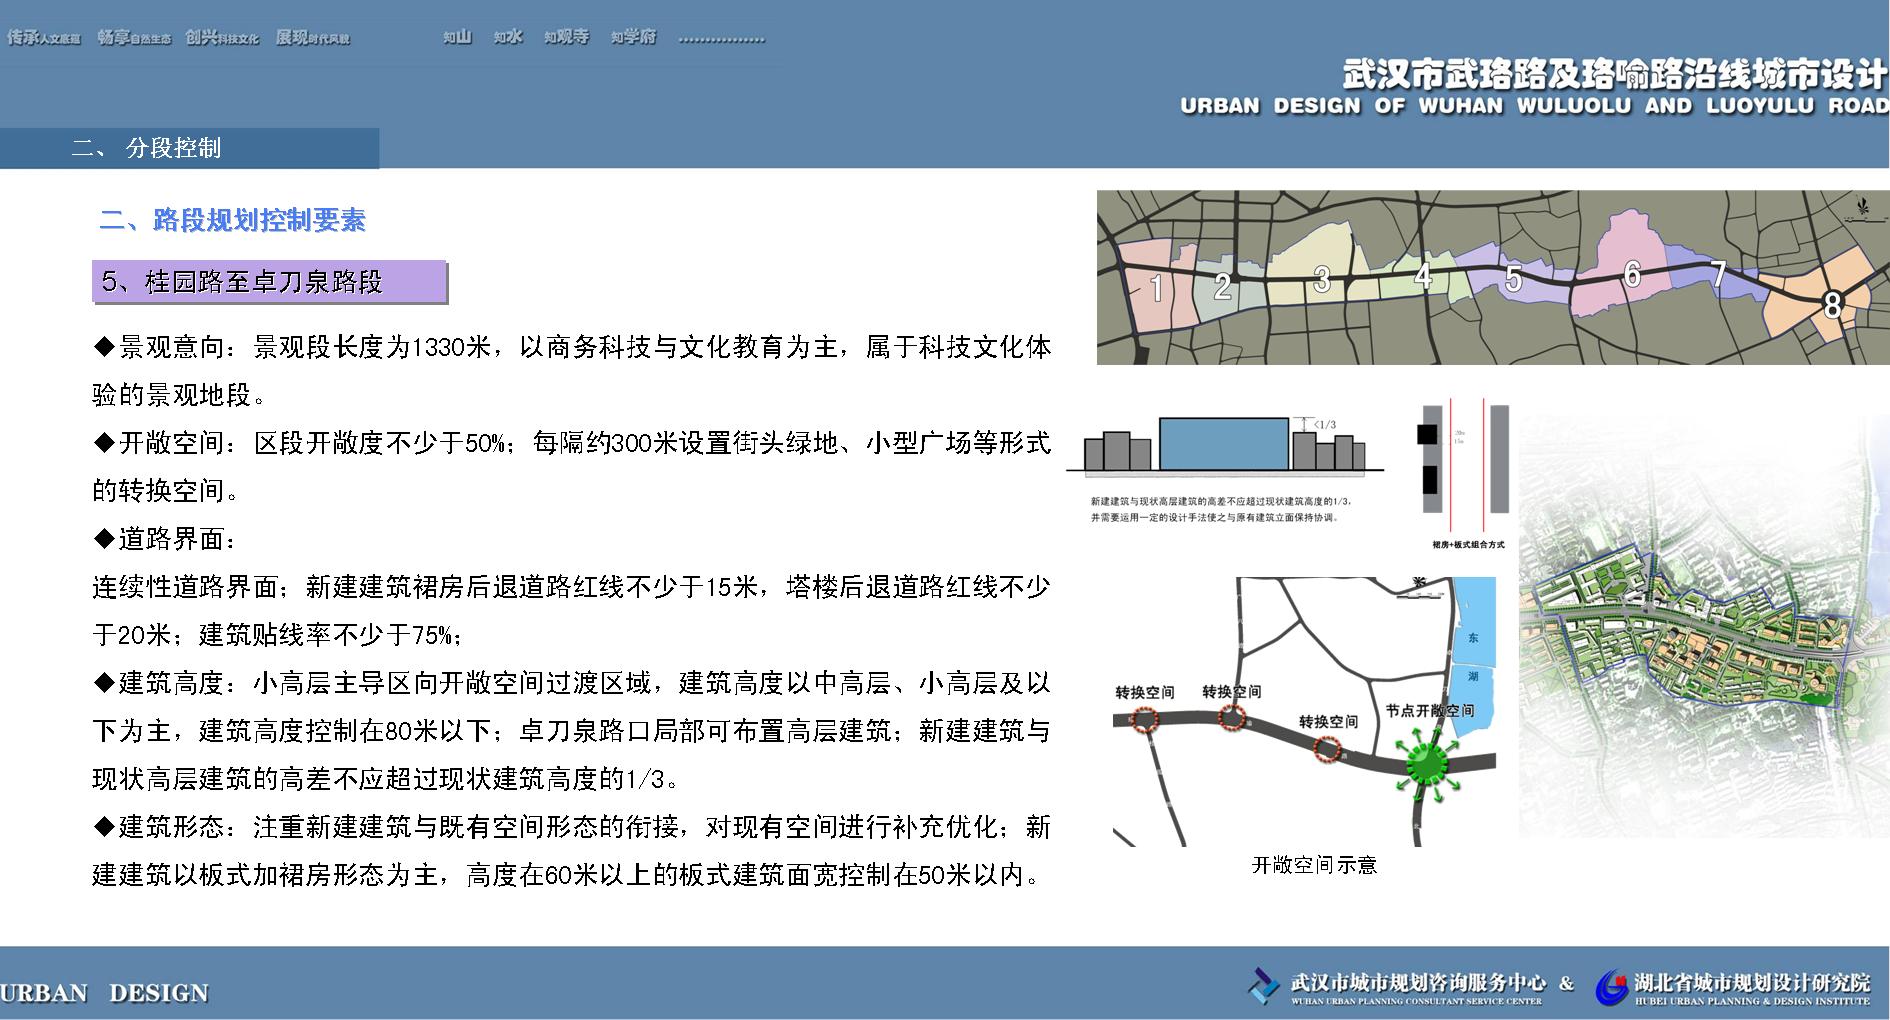 传承人文底蕴 畅享自然生态 创兴科技文化 展现时代风貌 知山 知水 知观寺 知学府 ................
武汉市武珞路及珞喻路沿线城市设计
URBAN DESIGN OF WUHAN WULUOLU AND LUOYULU ROAD
二、 分段控制
二、路段规划控制要素
5、桂园路至卓刀泉路段
◆景观意向：景观段长度为1330米，以商务科技与文化教育为主，属于科技文化体
验的景观地段。
◆开敞空间：区段开敞度不少于50%；每隔约300米设置街头绿地、小型广场等形式
的转换空间。
◆道路界面：
连续性道路界面；新建建筑裙房后退道路红线不少于15米，塔楼后退道路红线不少
于20米；建筑贴线率不少于75%；
◆建筑高度：小高层主导区向开敞空间过渡区域，建筑高度以中高层、小高层及以
下为主，建筑高度控制在80米以下；卓刀泉路口局部可布置高层建筑；新建建筑与
现状高层建筑的高差不应超过现状建筑高度的1/3。
◆建筑形态：注重新建建筑与既有空间形态的衔接，对现有空间进行补充优化；新
建建筑以板式加裙房形态为主，高度在60米以上的板式建筑面宽控制在50米以内。
1 2 3 4 5 6 7 8
<1/3
新建建筑与现状高层建筑的高差不应超过现状建筑高度的1/3，
并需要运用一定的设计手法使之与原有建筑立面保持协调。
20m
15m
裙房+板式组合方式
东
湖
转换空间
转换空间
转换空间
节点开敞空间
开敞空间示意
URBAN DESIGN
武汉市城市规划咨询服务中心 & 湖北省城市规划设计研究院
WUHAN URBAN PLANNING CONSULTANT SERVICE CENTER HUBEI URBAN PLANNING & DESIGN INSTITUTE